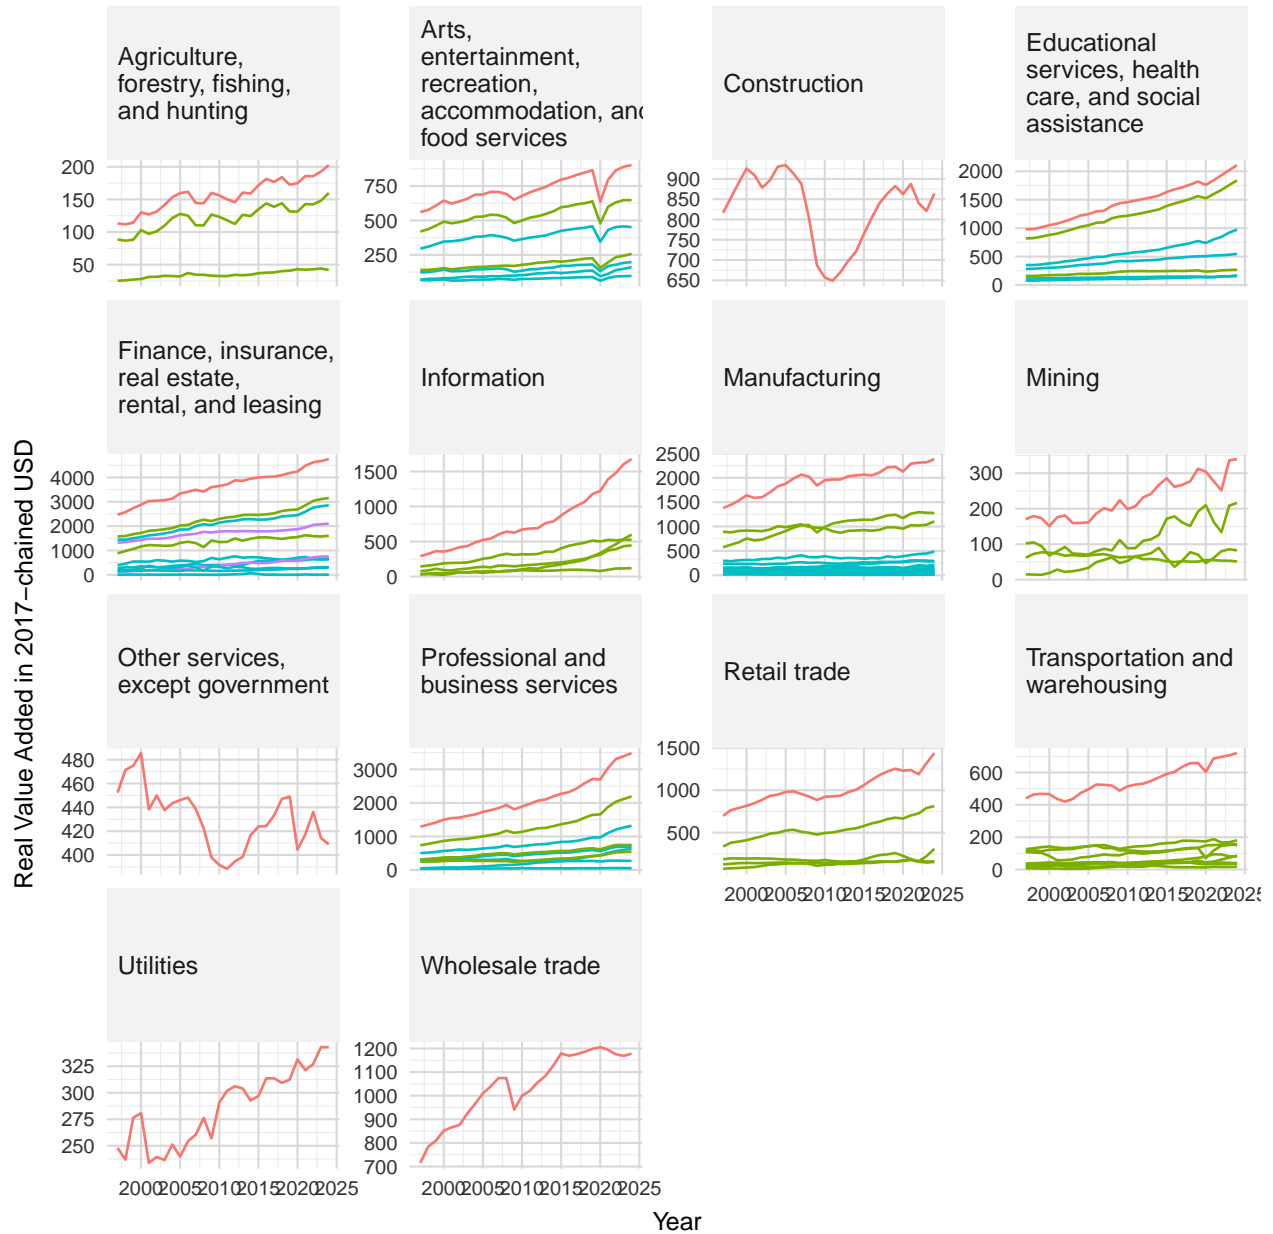 Agriculture,
forestry, fishing,
and hunting
Arts,
entertainment,
recreation,
accommodation, and
food services
Construction
Educational
services, health
care, and social
assistance
200
150
100
50
750
500
250
900
850
800
750
700
650
2000
1500
1000
500
0
Finance, insurance,
real estate,
rental, and leasing
Information
Manufacturing
Mining
4000
3000
2000
1000
0
1500
1000
500
0
2500
2000
1500
1000
500
0
300
200
100
0
Real Value Added in 2017–chained USD
Other services,
except government
Professional and
business services
Retail trade
Transportation and
warehousing
480
460
440
420
400
3000
2000
1000
0
1500
1000
500
600
400
200
0
2000 2005 2010 2015 2020 2025
2000 2005 2010 2015 2020 2025
Utilities
Wholesale trade
325
300
275
250
1200
1100
1000
900
800
700
2000 2005 2010 2015 2020 2025
2000 2005 2010 2015 2020 2025
Year